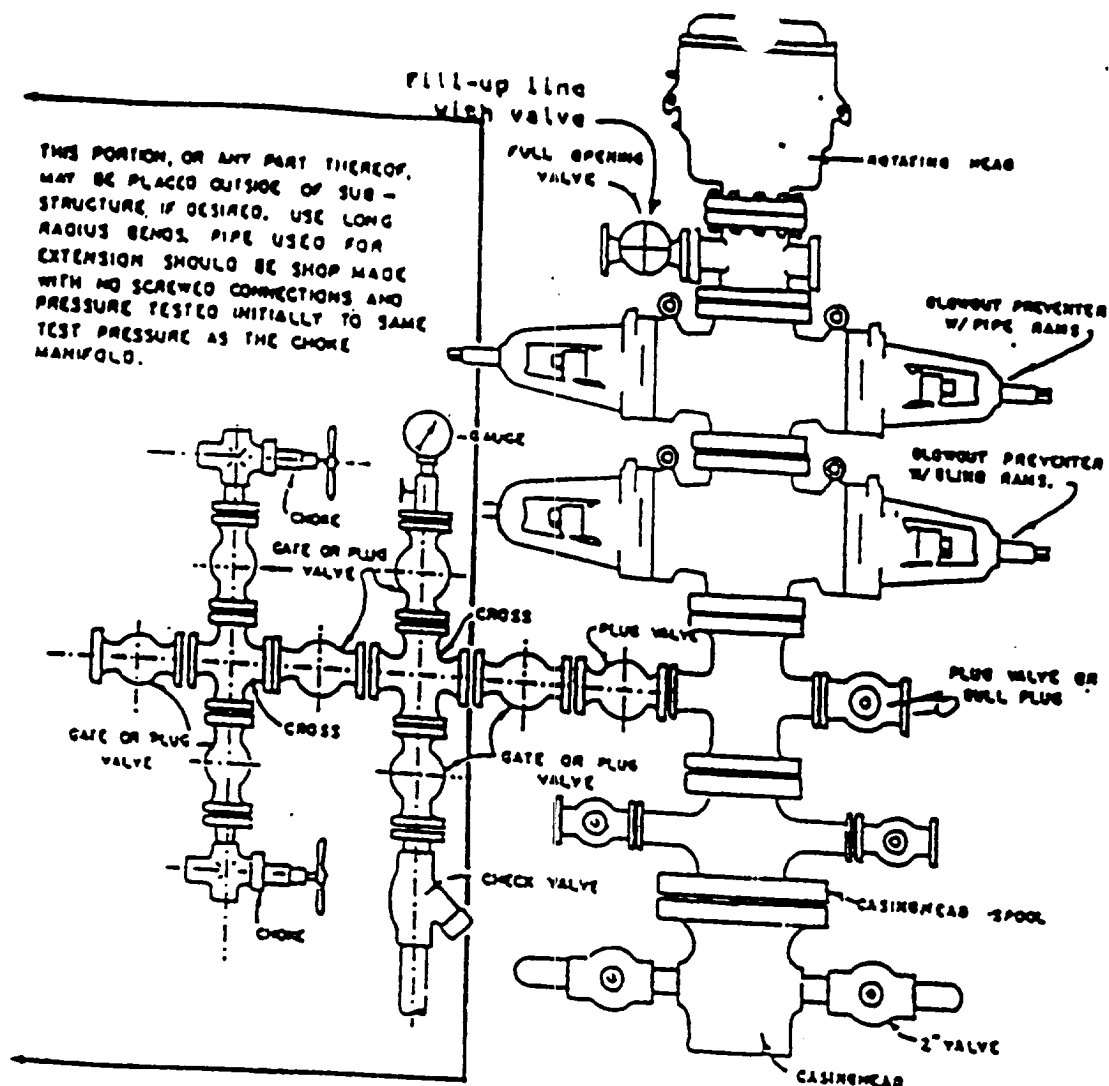 Fill-up line
with valve
FULL OPENING
VALVE
ROTATING HEAD
THIS PORTION, OR ANY PART THEREOF,
MAY BE PLACED OUTSIDE OF SUB-
STRUCTURE, IF DESIRED. USE LONG
RADIUS BENDS. PIPE USED FOR
EXTENSION SHOULD BE SHOP MADE
WITH NO SCREWED CONNECTIONS AND
PRESSURE TESTED INITIALLY TO SAME
TEST PRESSURE AS THE CHOKE
MANIFOLD.
BLOWOUT PREVENTER
W/ PIPE RAMS.
GAUGE
BLOWOUT PREVENTER
W/ BLIND RAMS.
CHOKE
GATE OR PLUG
VALVE
CROSS
PLUG VALVE
PLUG VALVE OR
BULL PLUG
CROSS
GATE OR PLUG
VALVE
GATE OR PLUG
VALVE
CHECK VALVE
CASINGHEAD SPOOL
CHOKE
2" VALVE
CASINGHEAD